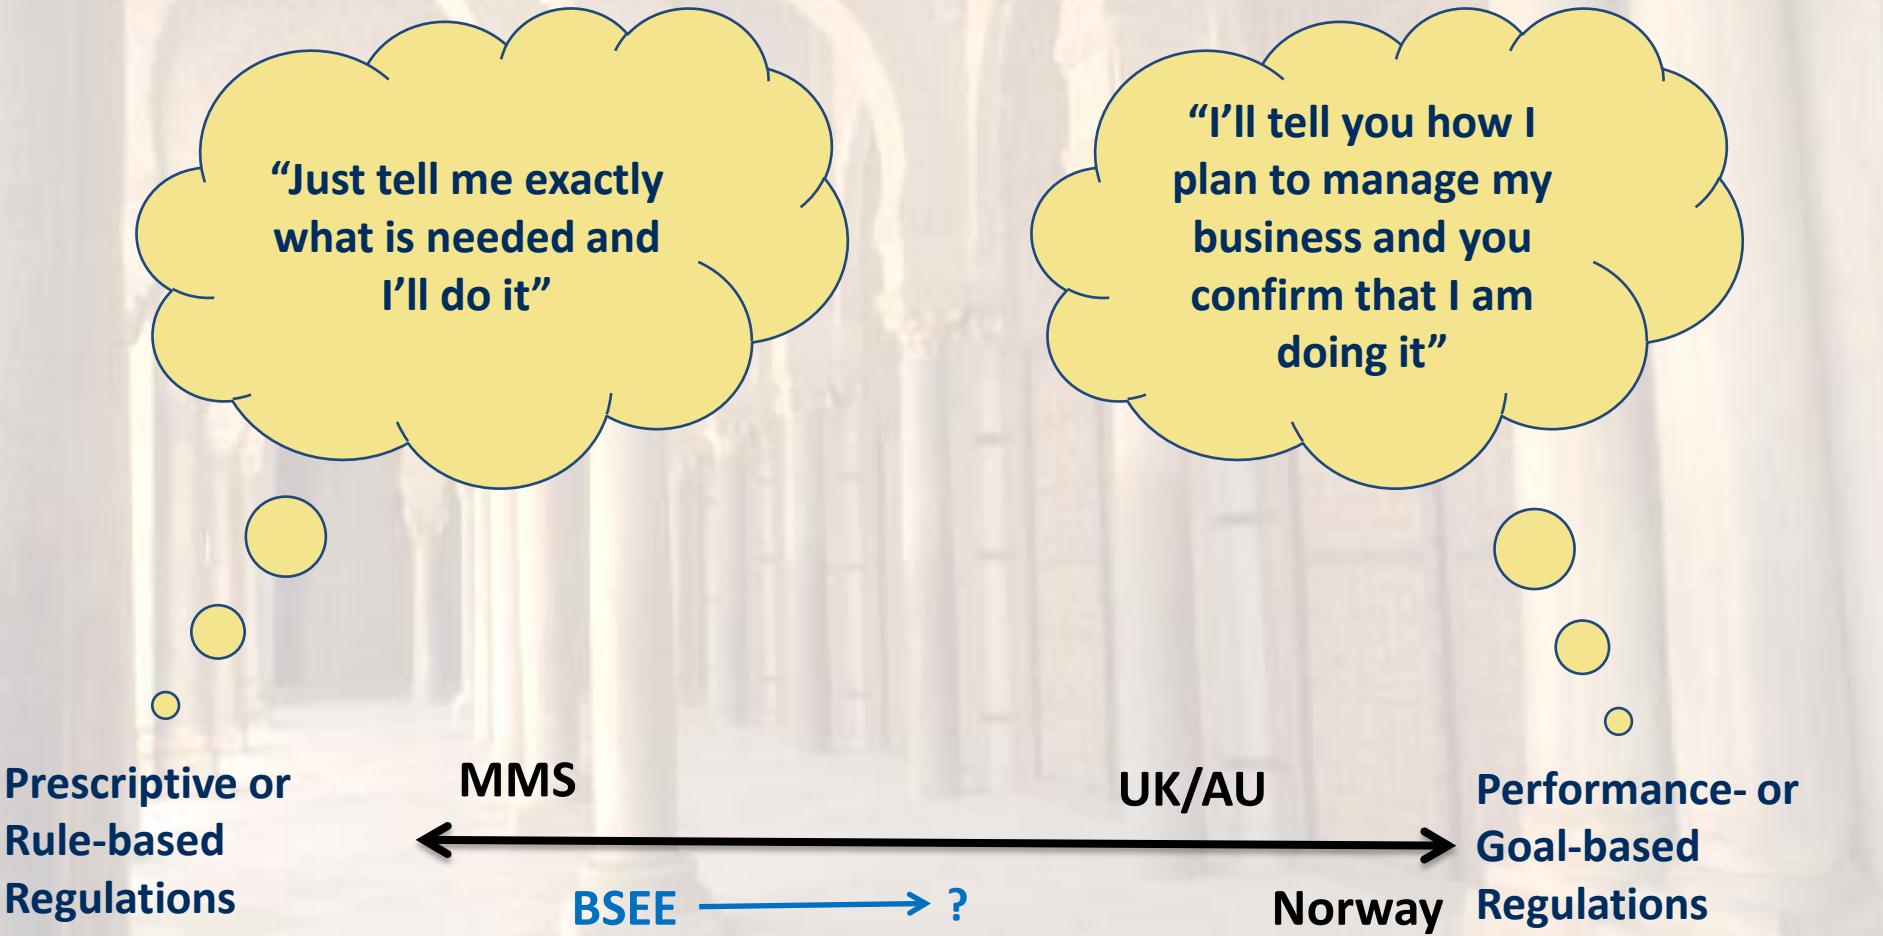 “Just tell me exactly
what is needed and
I’ll do it”
“I’ll tell you how I
plan to manage my
business and you
confirm that I am
doing it”
Prescriptive or
Rule-based
Regulations
MMS
UK/AU
BSEE
?
Norway
Performance- or
Goal-based
Regulations